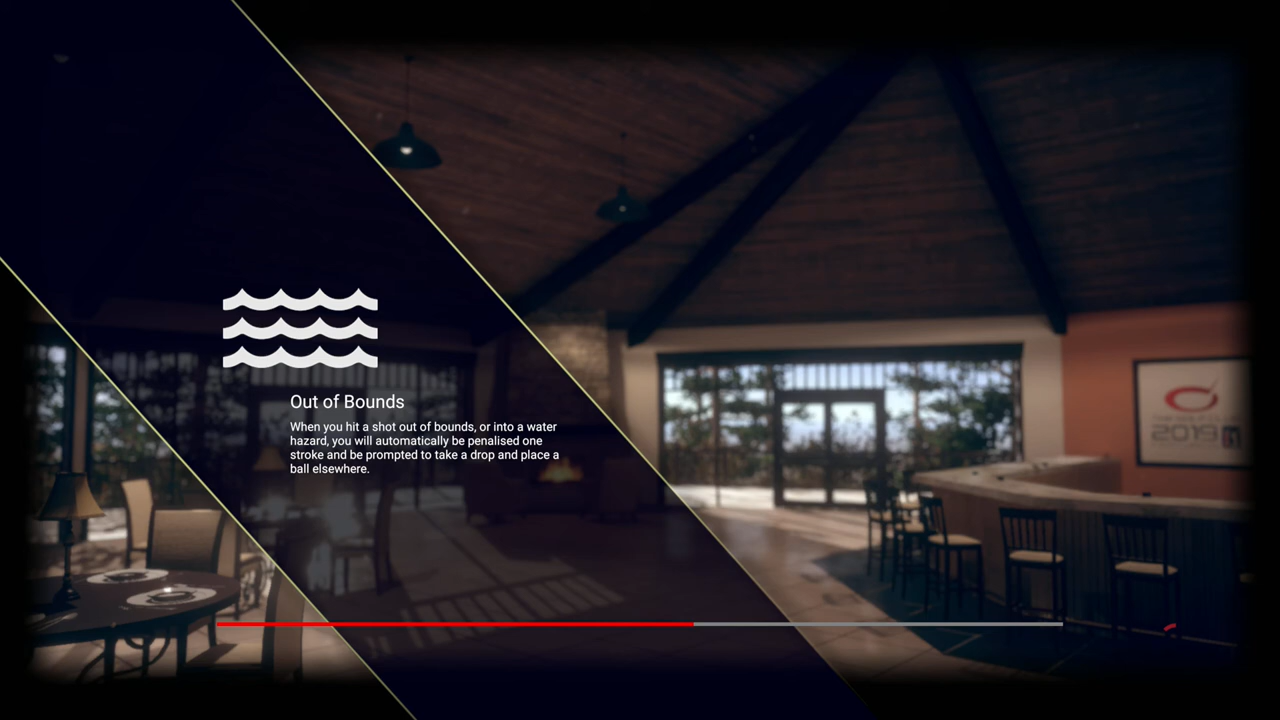 Out of Bounds
When you hit a shot out of bounds, or into a water
hazard, you will automatically be penalised one
stroke and be prompted to take a drop and place a
ball elsewhere.
2019